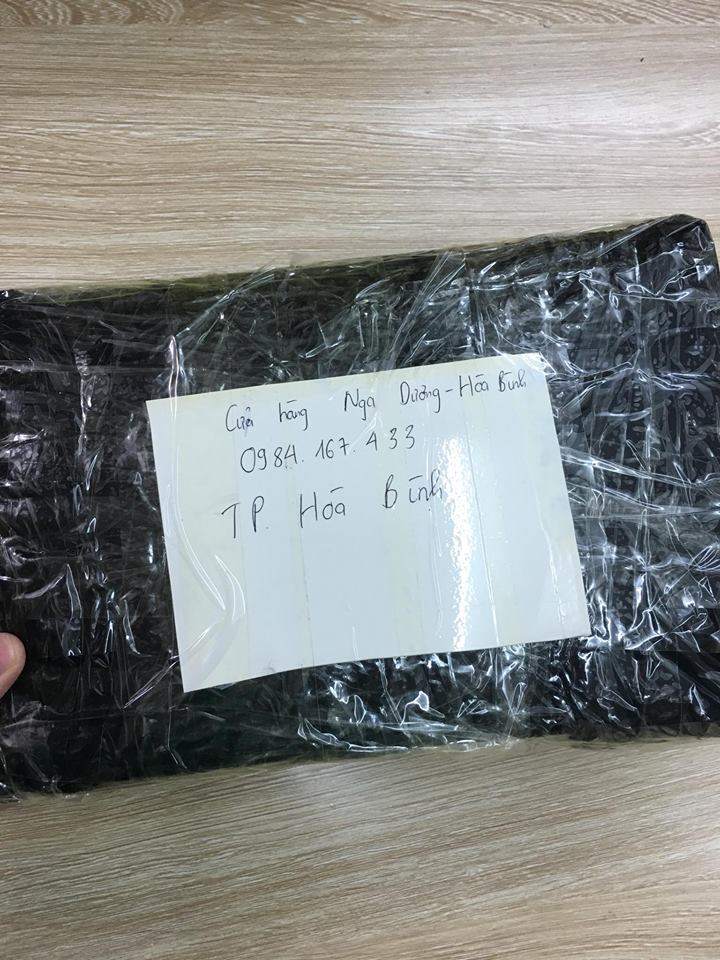 Cửa hàng Nga Dương - Hòa Bình
0984.167.433
TP. Hòa Bình